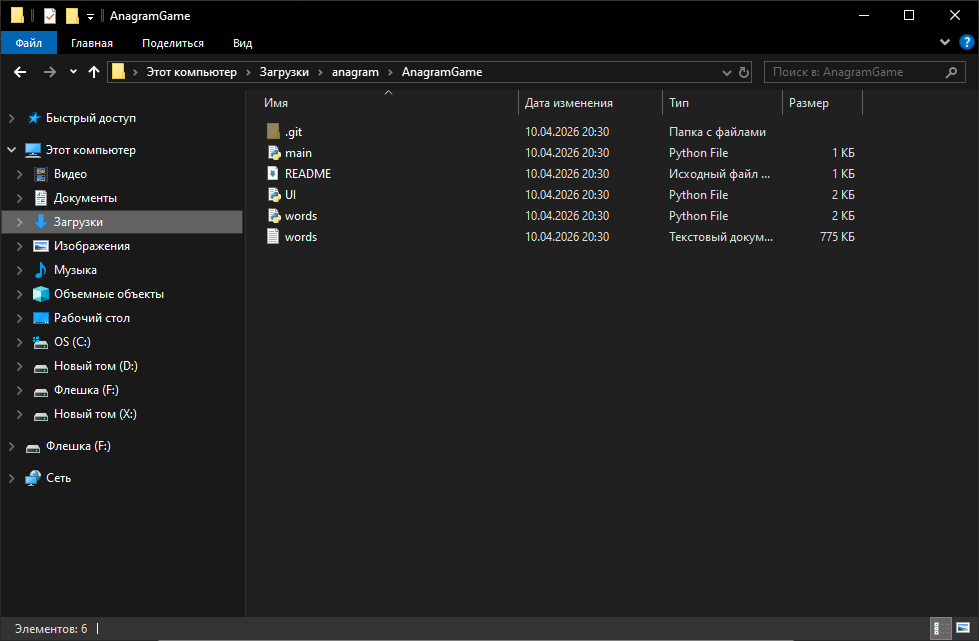 AnagramGame
Файл Главная Поделиться Вид
Этот компьютер Загрузки anagram AnagramGame
Поиск в: AnagramGame
Быстрый доступ
Этот компьютер
Видео
Документы
Загрузки
Изображения
Музыка
Объемные объекты
Рабочий стол
OS (C:)
Новый том (D:)
Флешка (F:)
Новый том (X:)
Флешка (F:)
Сеть
Имя Дата изменения Тип Размер
.git 10.04.2026 20:30 Папка с файлами
main 10.04.2026 20:30 Python File 1 КБ
README 10.04.2026 20:30 Исходный файл ... 1 КБ
UI 10.04.2026 20:30 Python File 2 КБ
words 10.04.2026 20:30 Python File 2 КБ
words 10.04.2026 20:30 Текстовый докум... 775 КБ
Элементов: 6